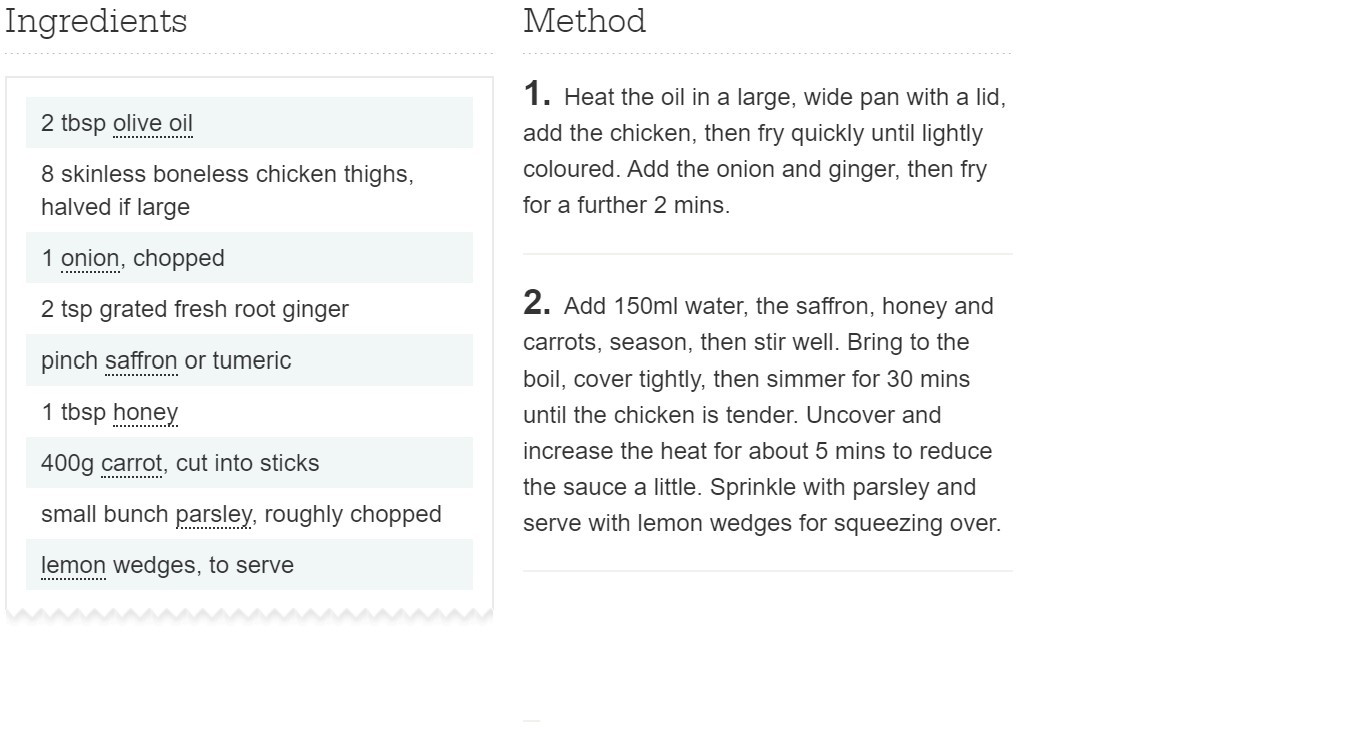 Ingredients
2 tbsp olive oil
8 skinless boneless chicken thighs,
halved if large
1 onion, chopped
2 tsp grated fresh root ginger
pinch saffron or tumeric
1 tbsp honey
400g carrot, cut into sticks
small bunch parsley, roughly chopped
lemon wedges, to serve
Method
1. Heat the oil in a large, wide pan with a lid,
add the chicken, then fry quickly until lightly
coloured. Add the onion and ginger, then fry
for a further 2 mins.
2. Add 150ml water, the saffron, honey and
carrots, season, then stir well. Bring to the
boil, cover tightly, then simmer for 30 mins
until the chicken is tender. Uncover and
increase the heat for about 5 mins to reduce
the sauce a little. Sprinkle with parsley and
serve with lemon wedges for squeezing over.